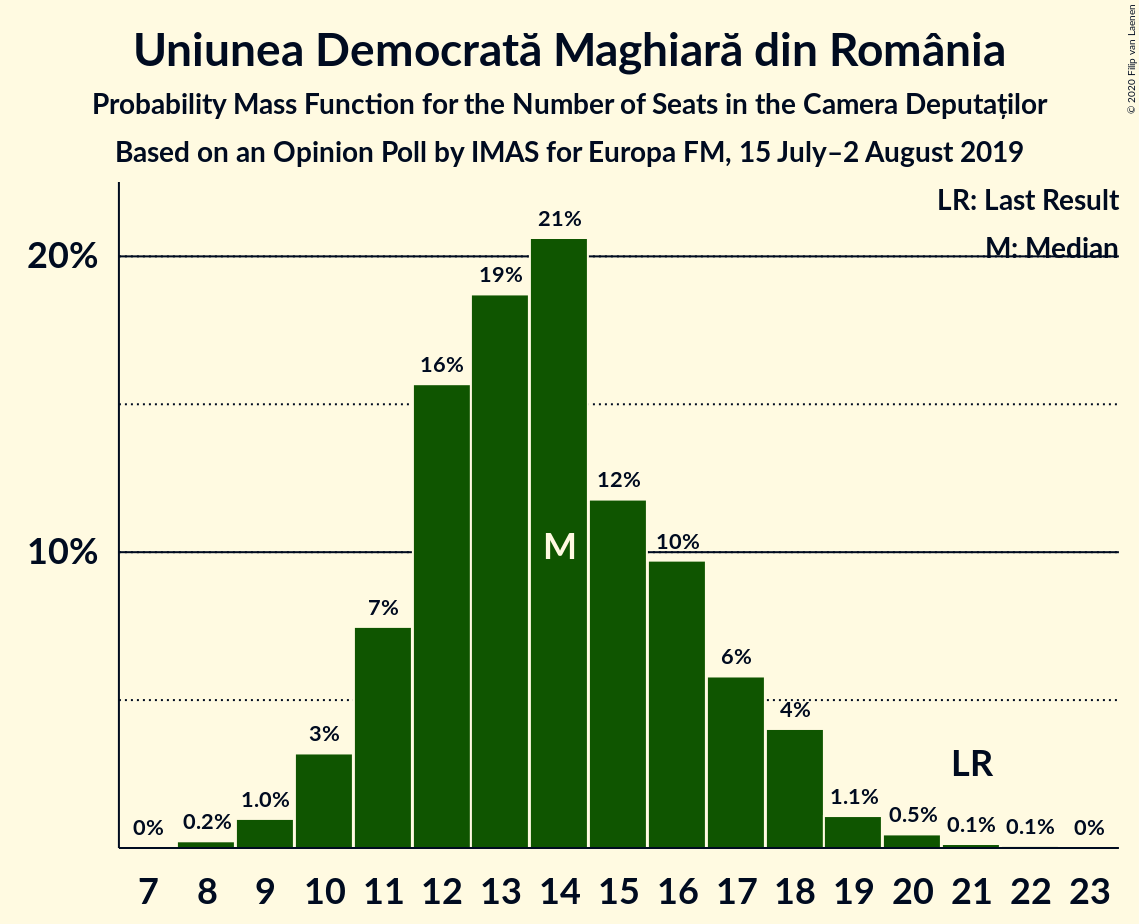 Uniunea Democrată Maghiară din România
Probability Mass Function for the Number of Seats in the Camera Deputaților
Based on an Opinion Poll by IMAS for Europa FM, 15 July–2 August 2019
© 2020 Filip van Laenen
LR: Last Result
M: Median
20%
10%
0%
0.2%
1.0%
3%
7%
16%
19%
21%
12%
10%
6%
4%
1.1%
0.5%
0.1%
0.1%
0%
M
LR
7 8 9 10 11 12 13 14 15 16 17 18 19 20 21 22 23